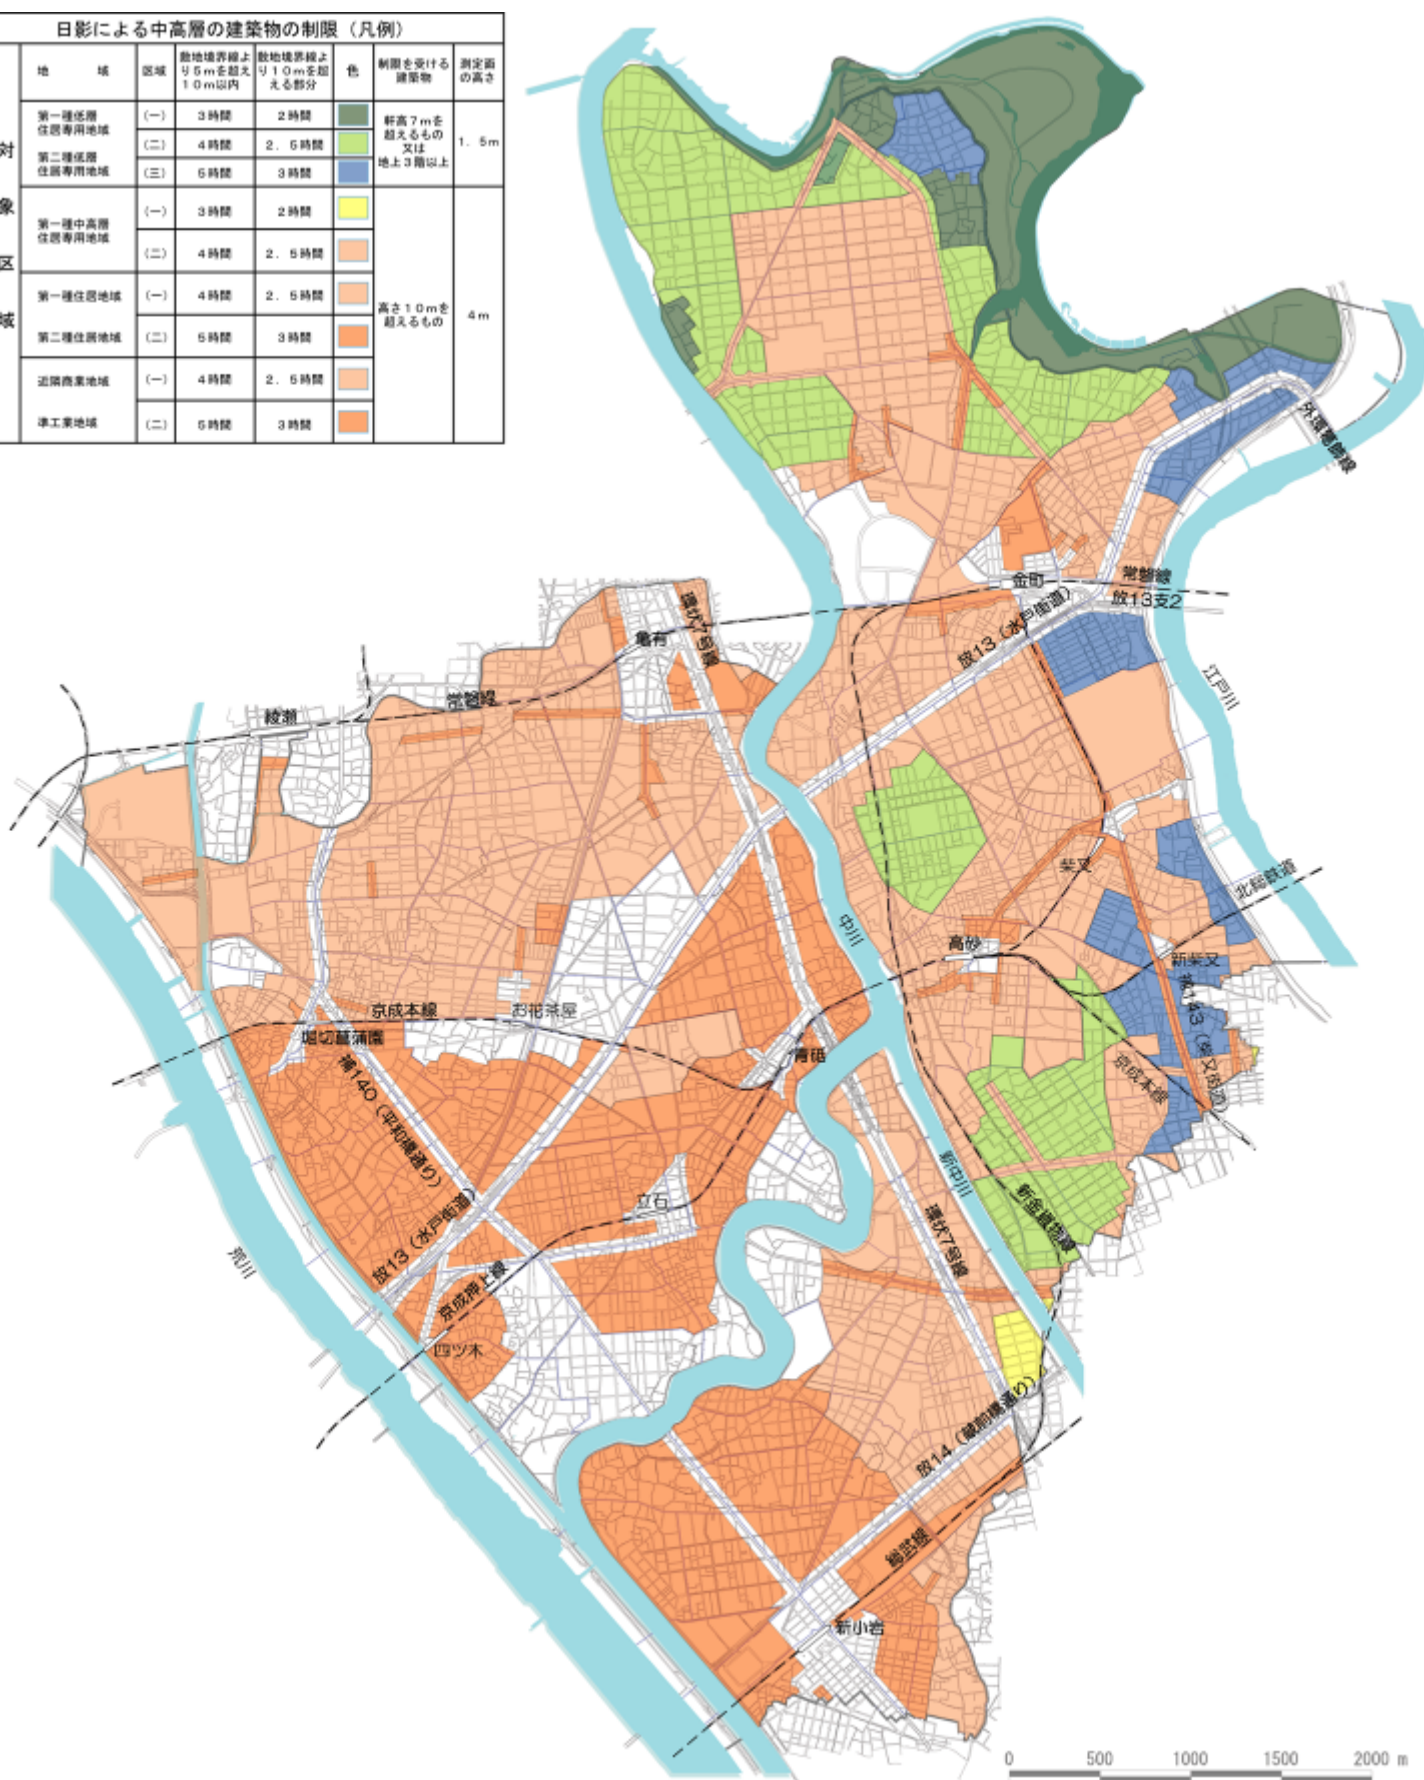 日影による中高層の建築物の制限（凡例）
対象区域
地　　域
区域
敷地境界線より５ｍを超え１０ｍ以内
敷地境界線より１０ｍを超える部分
色
制限を受ける建築物
測定面の高さ
第一種低層住居専用地域
第二種低層住居専用地域
（一） ３時間 ２時間
（二） ４時間 ２．５時間
（三） ５時間 ３時間
軒高７ｍを超えるもの又は地上３階以上
１．５ｍ
第一種中高層住居専用地域
（一） ３時間 ２時間
（二） ４時間 ２．５時間
第一種住居地域
第二種住居地域
（一） ４時間 ２．５時間
（二） ５時間 ３時間
近隣商業地域
準工業地域
（一） ４時間 ２．５時間
（二） ５時間 ３時間
高さ１０ｍを超えるもの
４ｍ
外環葛飾線
金町
常磐線
放13支2
放13（水戸街道）
環状7号線
亀有
常磐線
綾瀬
江戸川
柴又
北総鉄道
中川
高砂
新柴又
補143（柴又街道）
京成本線
お花茶屋
堀切菖蒲園
青砥
京成本線
補140（平和橋通り）
新中川
新金貨物線
立石
環状7号線
放13（水戸街道）
荒川
京成押上線
四ツ木
放14（蔵前橋通り）
総武線
新小岩
0 500 1000 1500 2000 m